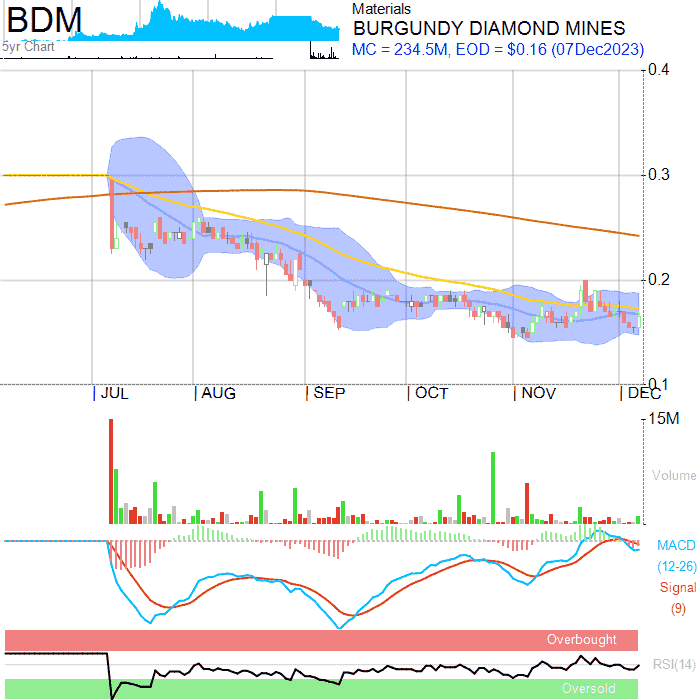 BDM
5yr Chart
Materials
BURGUNDY DIAMOND MINES
MC = 234.5M, EOD = $0.16 (07Dec2023)
0.4
0.3
0.2
0.1
JUL AUG SEP OCT NOV DEC
15M
Volume
MACD
(12-26)
Signal
(9)
Overbought
RSI(14)
Oversold